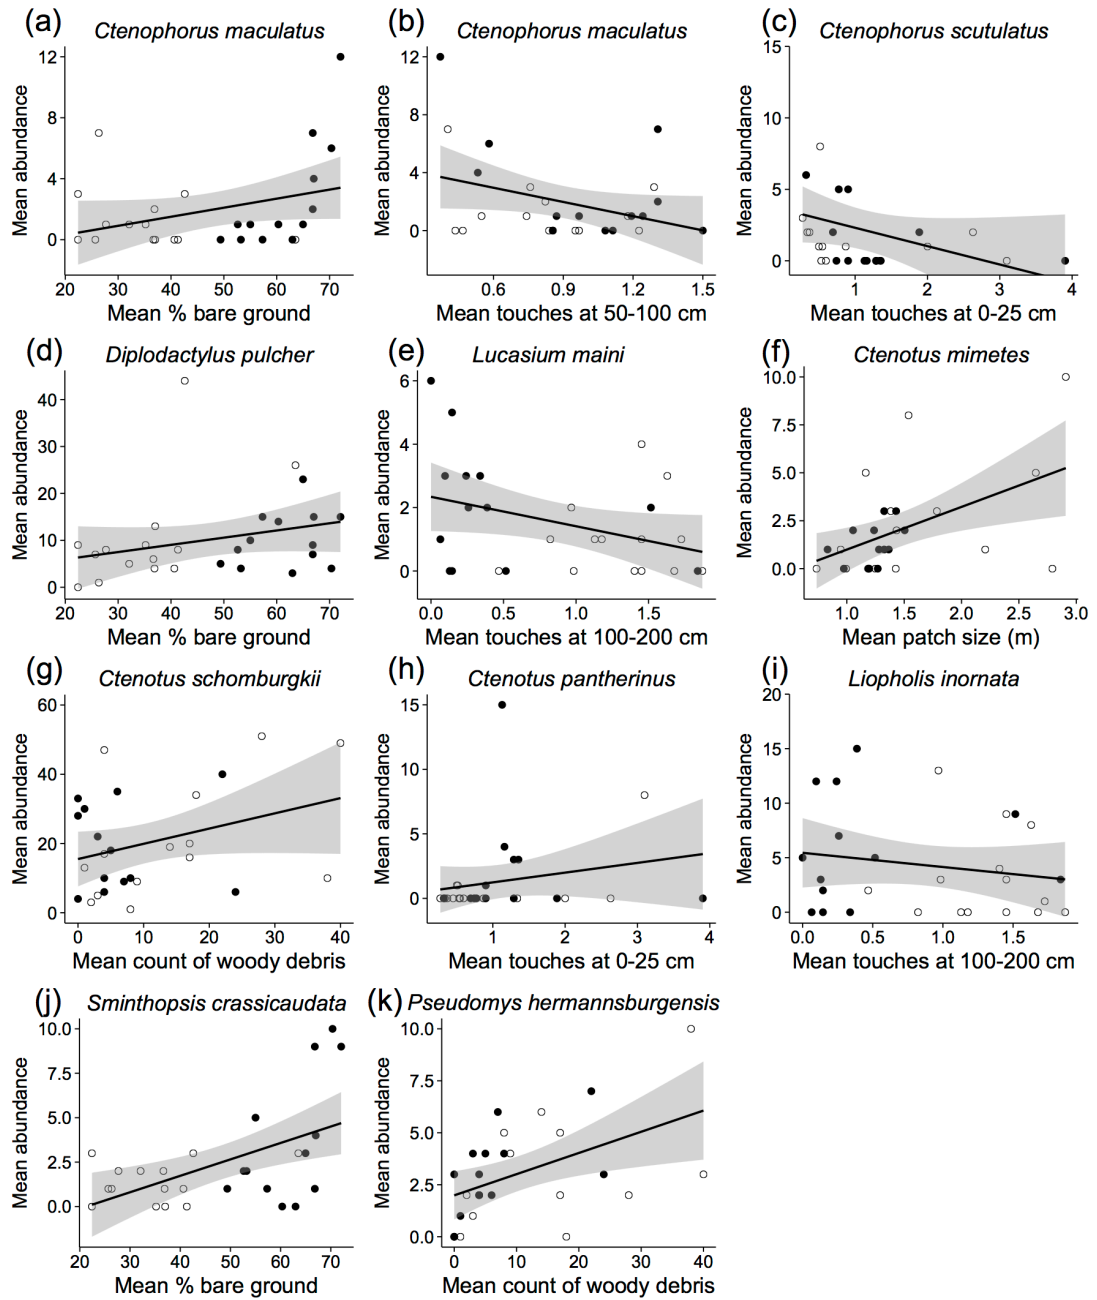 (a) Ctenophorus maculatus
Mean abundance
12
8
4
0
20 30 40 50 60 70
Mean % bare ground
(b) Ctenophorus maculatus
Mean abundance
12
8
4
0
0.6 0.9 1.2 1.5
Mean touches at 50-100 cm
(c) Ctenophorus scutulatus
Mean abundance
15
10
5
0
1 2 3 4
Mean touches at 0-25 cm
(d) Diplodactylus pulcher
Mean abundance
40
30
20
10
0
20 30 40 50 60 70
Mean % bare ground
(e) Lucasium maini
Mean abundance
6
4
2
0
0.0 0.5 1.0 1.5
Mean touches at 100-200 cm
(f) Ctenotus mimetes
Mean abundance
10.0
7.5
5.0
2.5
0.0
1.0 1.5 2.0 2.5 3.0
Mean patch size (m)
(g) Ctenotus schomburgkii
Mean abundance
60
40
20
0
0 10 20 30 40
Mean count of woody debris
(h) Ctenotus pantherinus
Mean abundance
15
10
5
0
1 2 3 4
Mean touches at 0-25 cm
(i) Liopholis inornata
Mean abundance
20
15
10
5
0
0.0 0.5 1.0 1.5
Mean touches at 100-200 cm
(j) Sminthopsis crassicaudata
Mean abundance
10.0
7.5
5.0
2.5
0.0
20 30 40 50 60 70
Mean % bare ground
(k) Pseudomys hermannsburgensis
Mean abundance
10.0
7.5
5.0
2.5
0.0
0 10 20 30 40
Mean count of woody debris